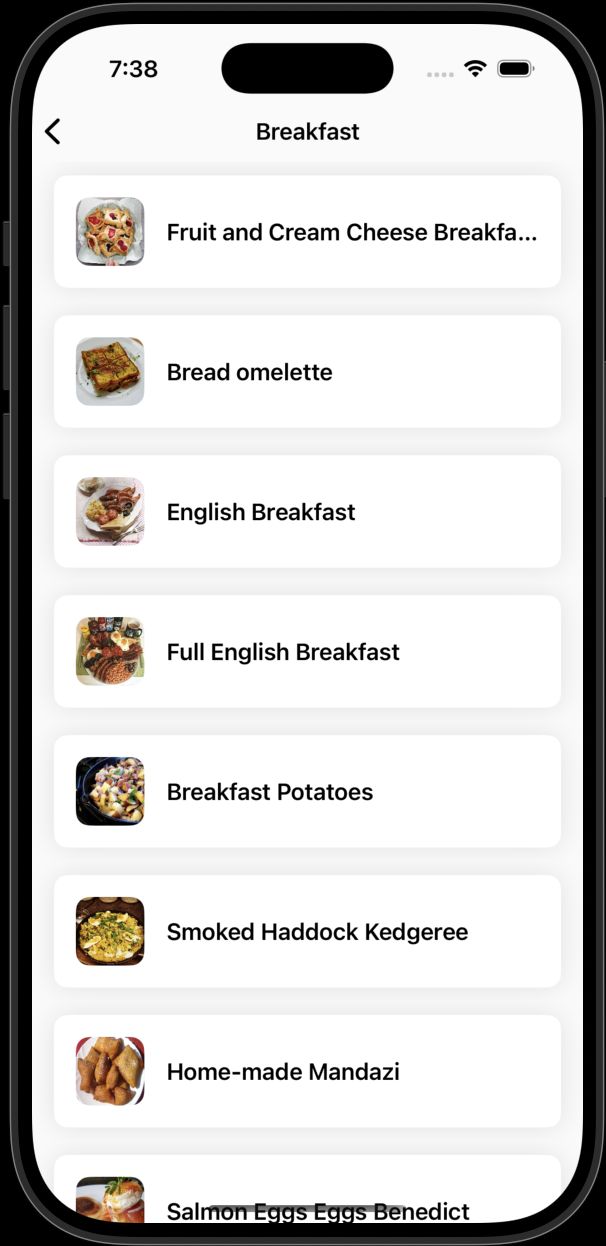 7:38
Breakfast
Fruit and Cream Cheese Breakfa...
Bread omelette
English Breakfast
Full English Breakfast
Breakfast Potatoes
Smoked Haddock Kedgeree
Home-made Mandazi
Salmon Eggs Eggs Benedict